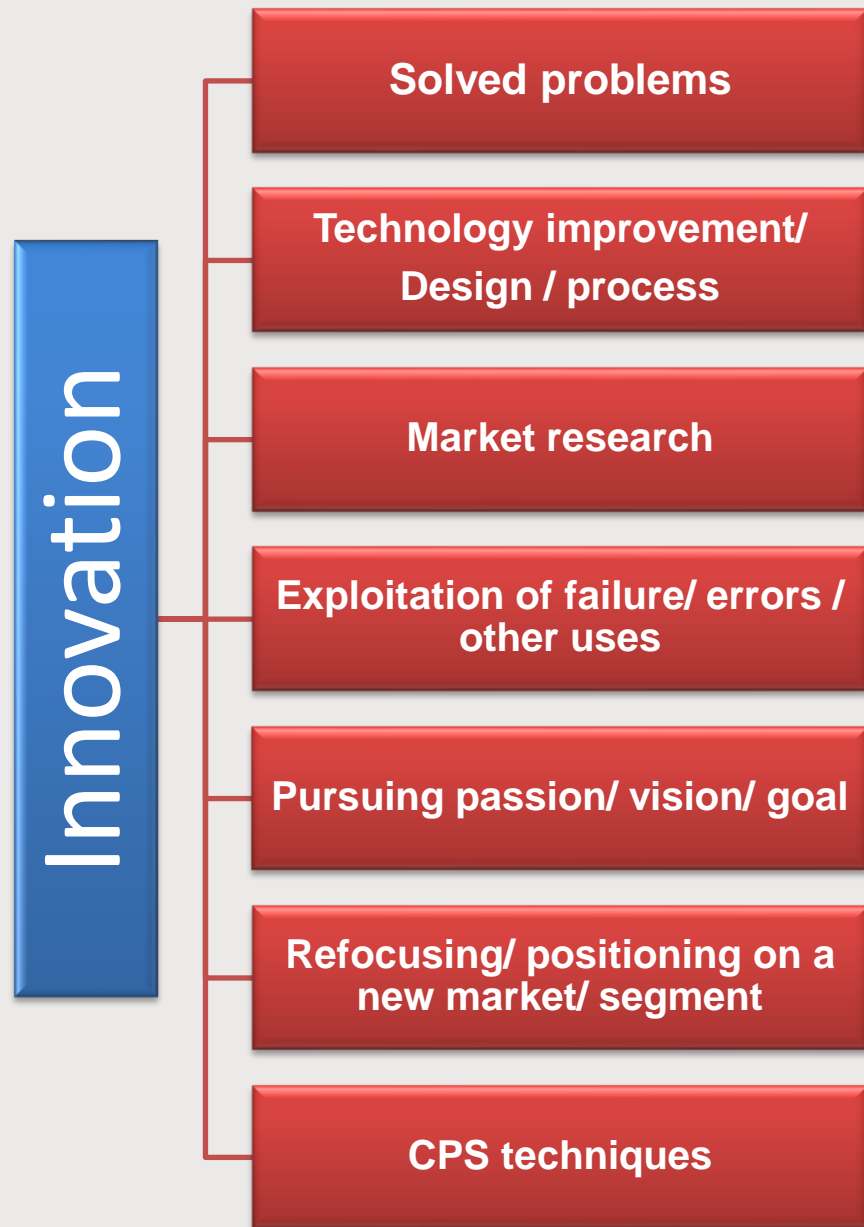 Innovation
Solved problems
Technology improvement/
Design / process
Market research
Exploitation of failure/ errors /
other uses
Pursuing passion/ vision/ goal
Refocusing/ positioning on a
new market/ segment
CPS techniques